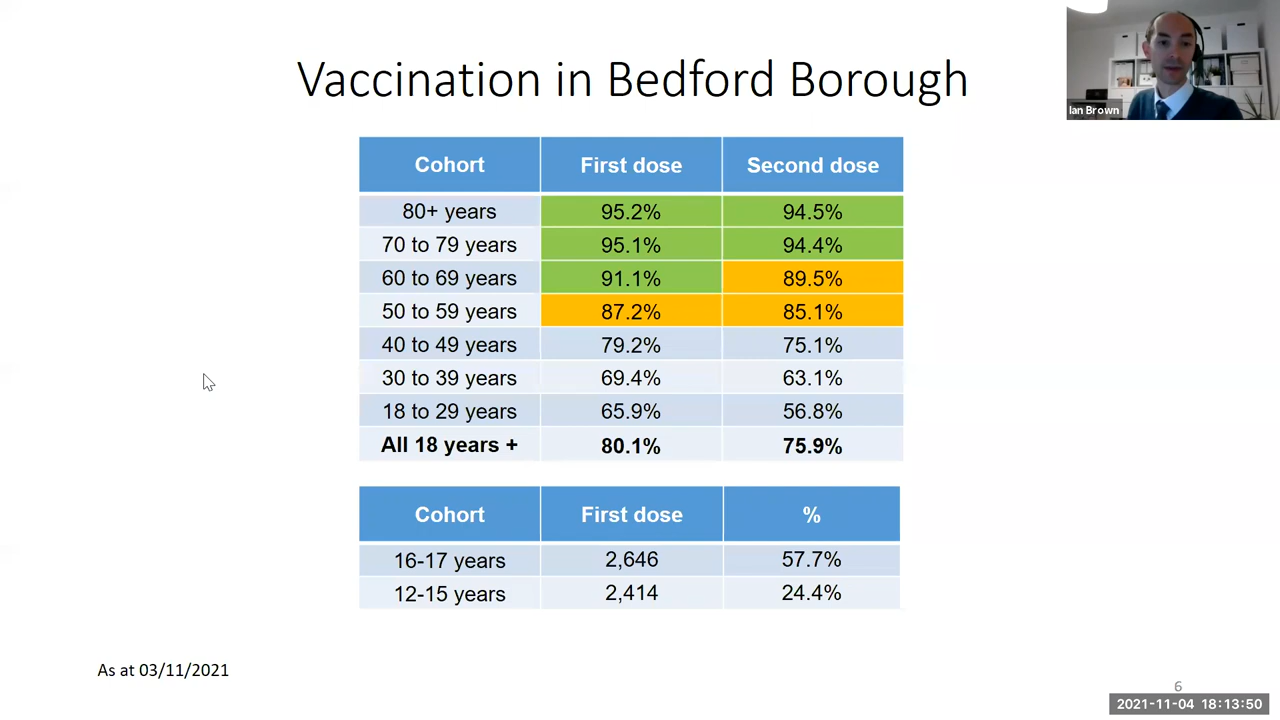 Vaccination in Bedford Borough
Ian Brown
Cohort First dose Second dose
80+ years 95.2% 94.5%
70 to 79 years 95.1% 94.4%
60 to 69 years 91.1% 89.5%
50 to 59 years 87.2% 85.1%
40 to 49 years 79.2% 75.1%
30 to 39 years 69.4% 63.1%
18 to 29 years 65.9% 56.8%
All 18 years + 80.1% 75.9%
Cohort First dose %
16-17 years 2,646 57.7%
12-15 years 2,414 24.4%
As at 03/11/2021
6
2021-11-04 18:13:50